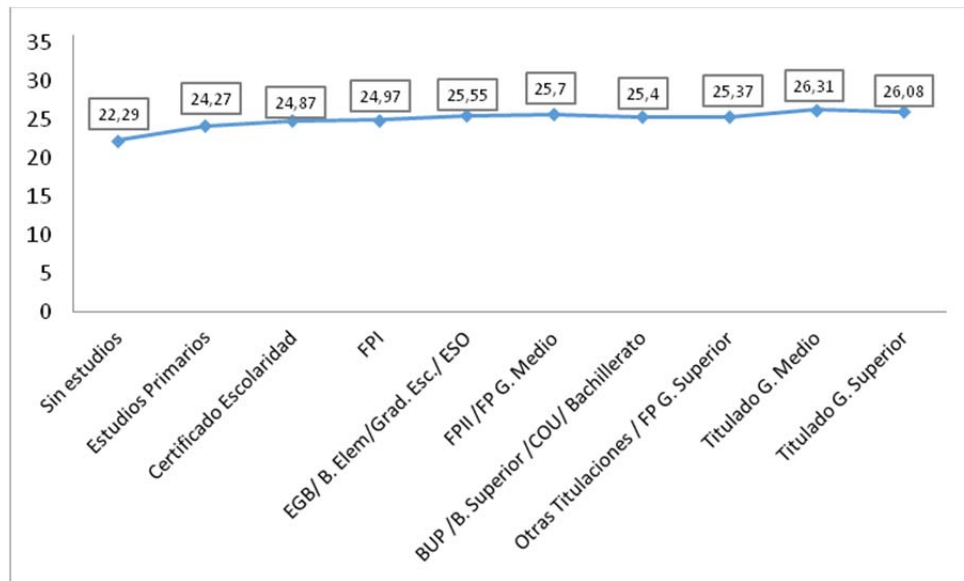 35
30
25
20
15
10
5
0
22,29
24,27
24,87
24,97
25,55
25,7
25,4
25,37
26,31
26,08
Sin estudios
Estudios Primarios
Certificado Escolaridad
FPI
EGB/ B. Elem/Grad. Esc./ ESO
FPII /FP G. Medio
BUP /B. Superior /COU/ Bachillerato
Otras Titulaciones / FP G. Superior
Titulado G. Medio
Titulado G. Superior